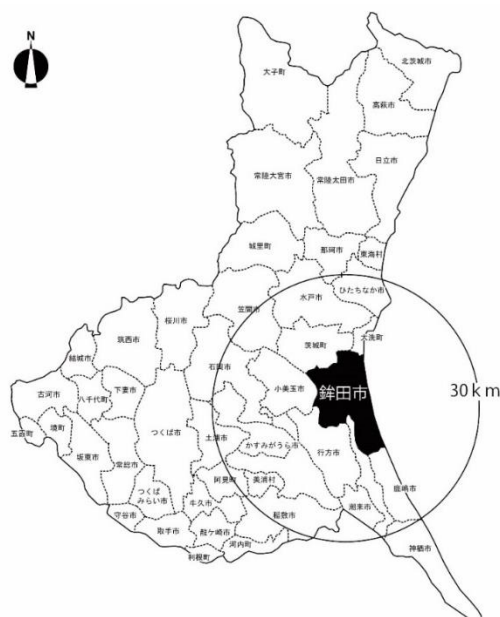 N
北茨城市
大子町
高萩市
日立市
常陸大宮市
常陸太田市
城里町
那珂市
東海村
ひたちなか市
水戸市
笠間市
桜川市
筑西市
大洗町
茨城町
結城市
石岡市
小美玉市
鉾田市
30km
古河市
八千代町
下妻市
つくば市
土浦市
かすみがうら市
行方市
五霞町
境町
坂東市
常総市
阿見町
美浦村
鹿嶋市
つくば
みらい市
牛久市
稲敷市
潮来市
守谷市
取手市
龍ケ崎市
河内町
利根町
神栖市